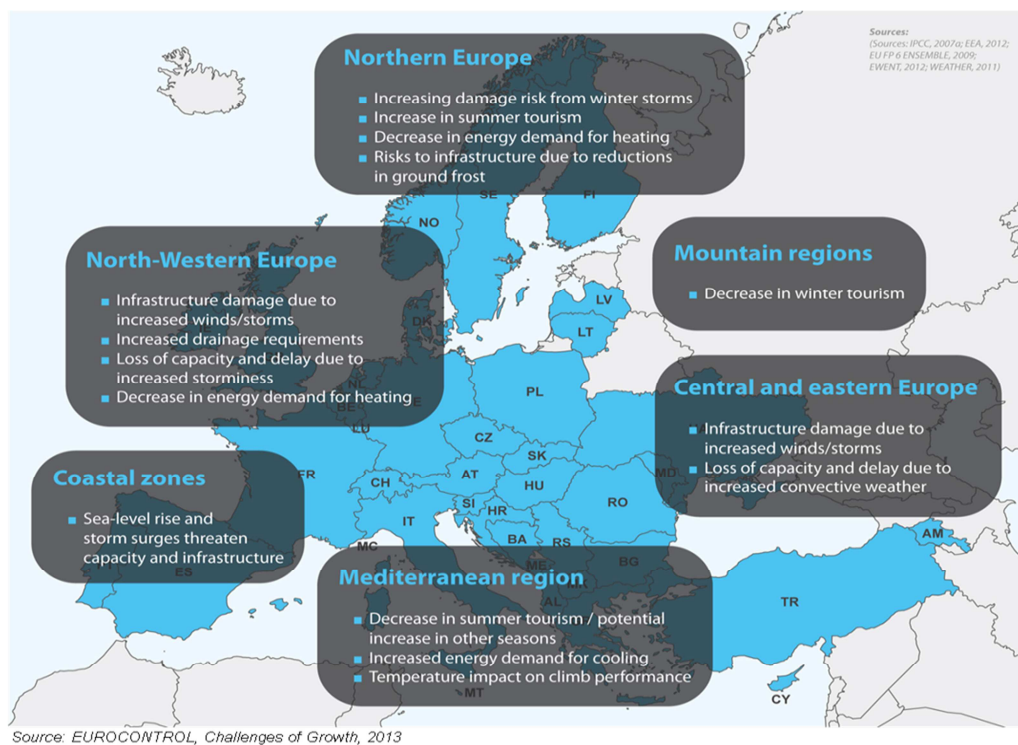 Sources:
(Sources: IPCC, 2007a; EEA, 2012;
EU FP 6 ENSEMBLE, 2009;
EWENT, 2012; WEATHER, 2011)
Northern Europe
Increasing damage risk from winter storms
Increase in summer tourism
Decrease in energy demand for heating
Risks to infrastructure due to reductions
in ground frost
SE
FI
NO
North-Western Europe
Infrastructure damage due to
increased winds/storms
Increased drainage requirements
Loss of capacity and delay due to
increased storminess
Decrease in energy demand for heating
Mountain regions
Decrease in winter tourism
LV
LT
DK
PL
NL
BE
DE
LU
Central and eastern Europe
Infrastructure damage due to
increased winds/storms
Loss of capacity and delay due to
increased convective weather
CZ
SK
FR
CH
AT
HU
MD
RO
SI
HR
IT
Coastal zones
Sea-level rise and
storm surges threaten
capacity and infrastructure
ES
BA
RS
MC
ME
BG
AL
AM
TR
Mediterranean region
Decrease in summer tourism / potential
increase in other seasons
Increased energy demand for cooling
Temperature impact on climb performance
MT
CY
Source: EUROCONTROL, Challenges of Growth, 2013